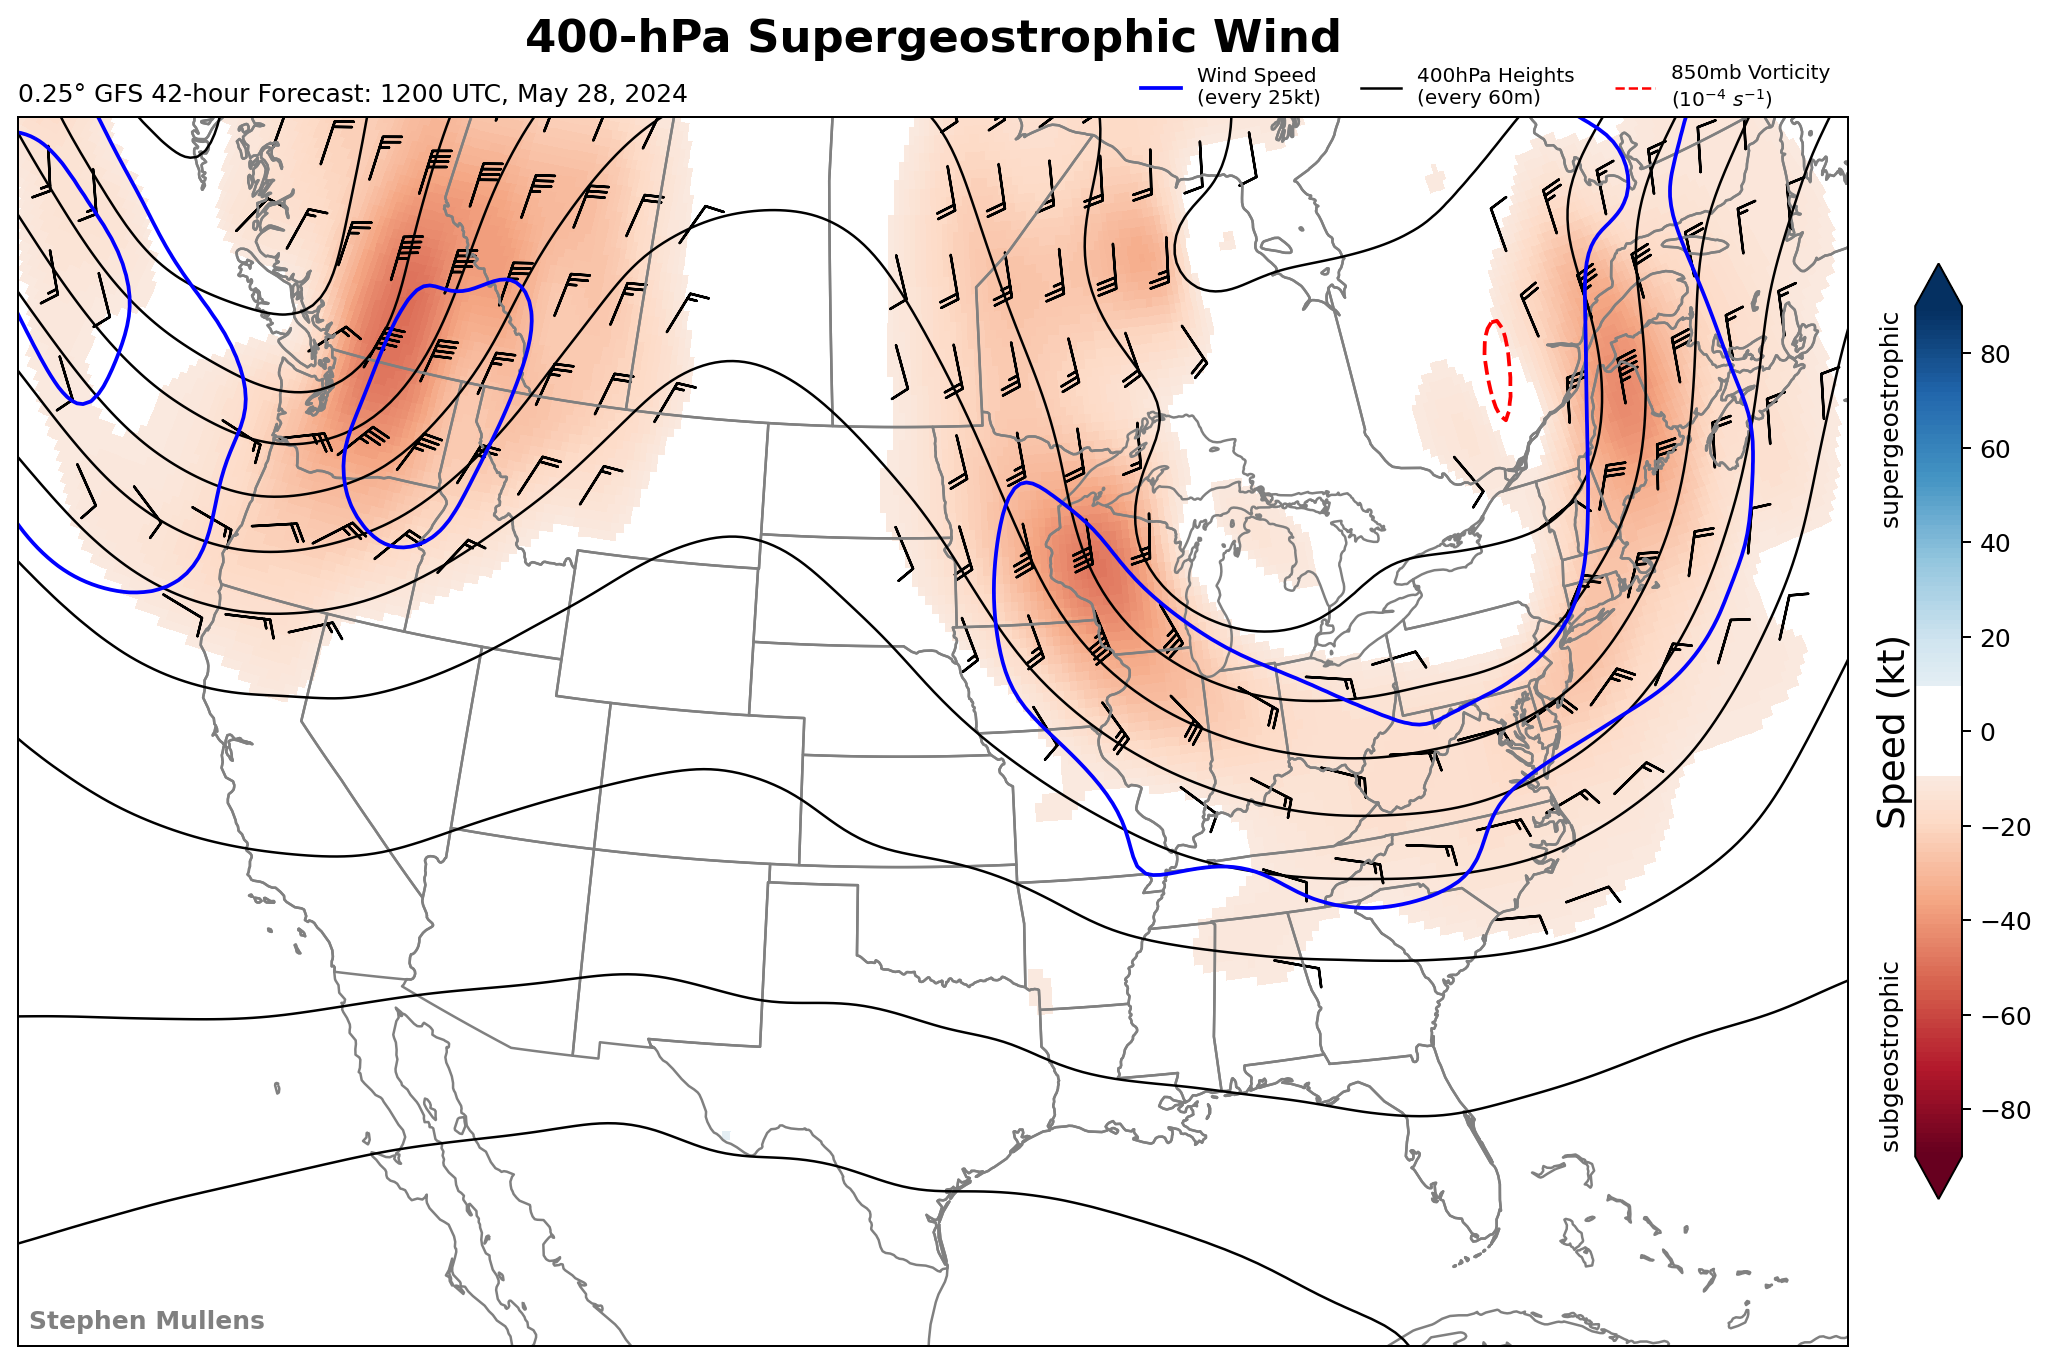 400-hPa Supergeostrophic Wind
0.25° GFS 42-hour Forecast: 1200 UTC, May 28, 2024
Wind Speed
(every 25kt)
400hPa Heights
(every 60m)
850mb Vorticity
(10⁻⁴ s⁻¹)
supergeostrophic
Speed (kt)
subgeostrophic
80
60
40
20
0
−20
−40
−60
−80
Stephen Mullens